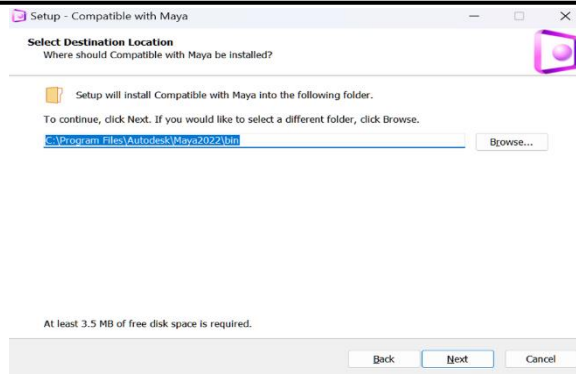 Setup - Compatible with Maya
Select Destination Location
Where should Compatible with Maya be installed?
Setup will install Compatible with Maya into the following folder.
To continue, click Next. If you would like to select a different folder, click Browse.
C:\Program Files\Autodesk\Maya2022\bin
Browse...
At least 3.5 MB of free disk space is required.
Back Next Cancel